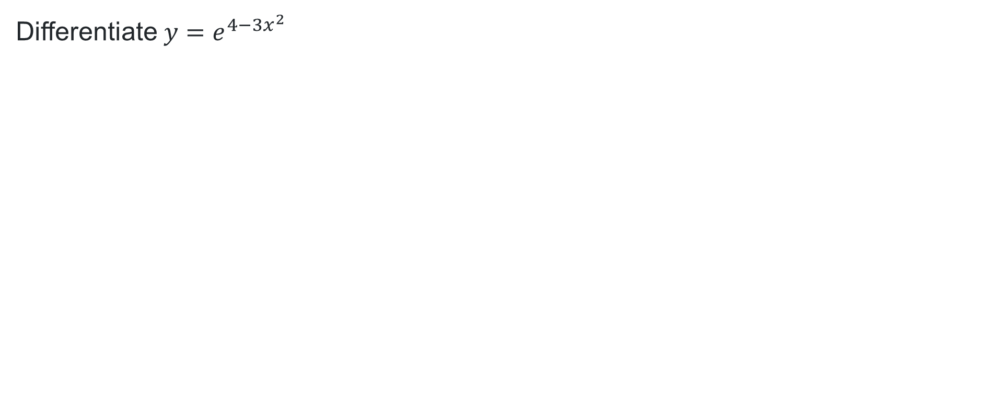 Differentiate $y = e^{4-3x^2}$